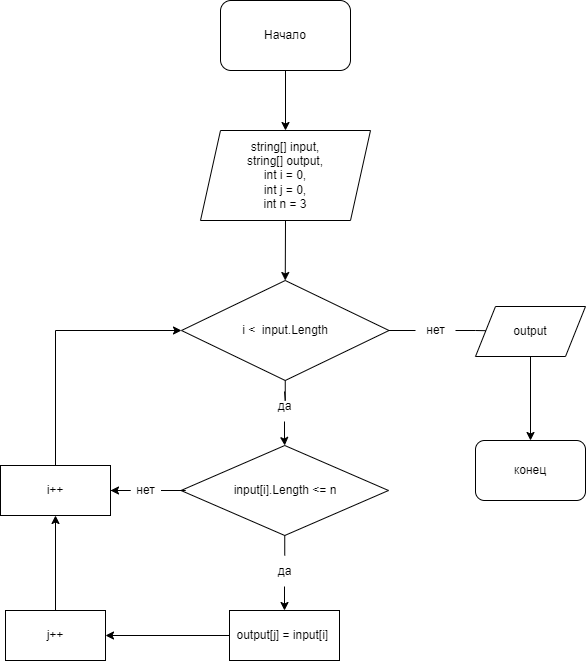 Начало
string[] input,
string[] output,
int i = 0,
int j = 0,
int n = 3
i < input.Length
нет
output
да
конец
i++
нет
input[i].Length <= n
да
j++
output[j] = input[i]